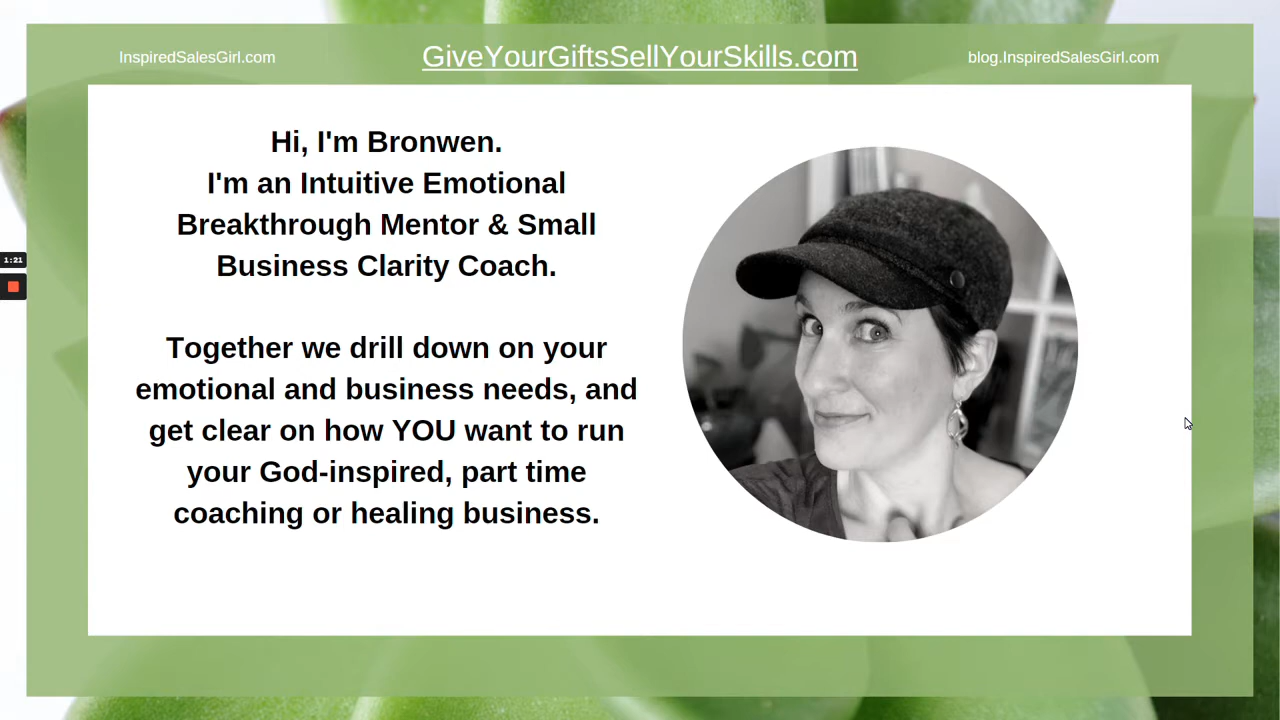 InspiredSalesGirl.com
GiveYourGiftsSellYourSkills.com
blog.InspiredSalesGirl.com
Hi, I'm Bronwen.
I'm an Intuitive Emotional
Breakthrough Mentor & Small
Business Clarity Coach.
Together we drill down on your
emotional and business needs, and
get clear on how YOU want to run
your God-inspired, part time
coaching or healing business.
1:21